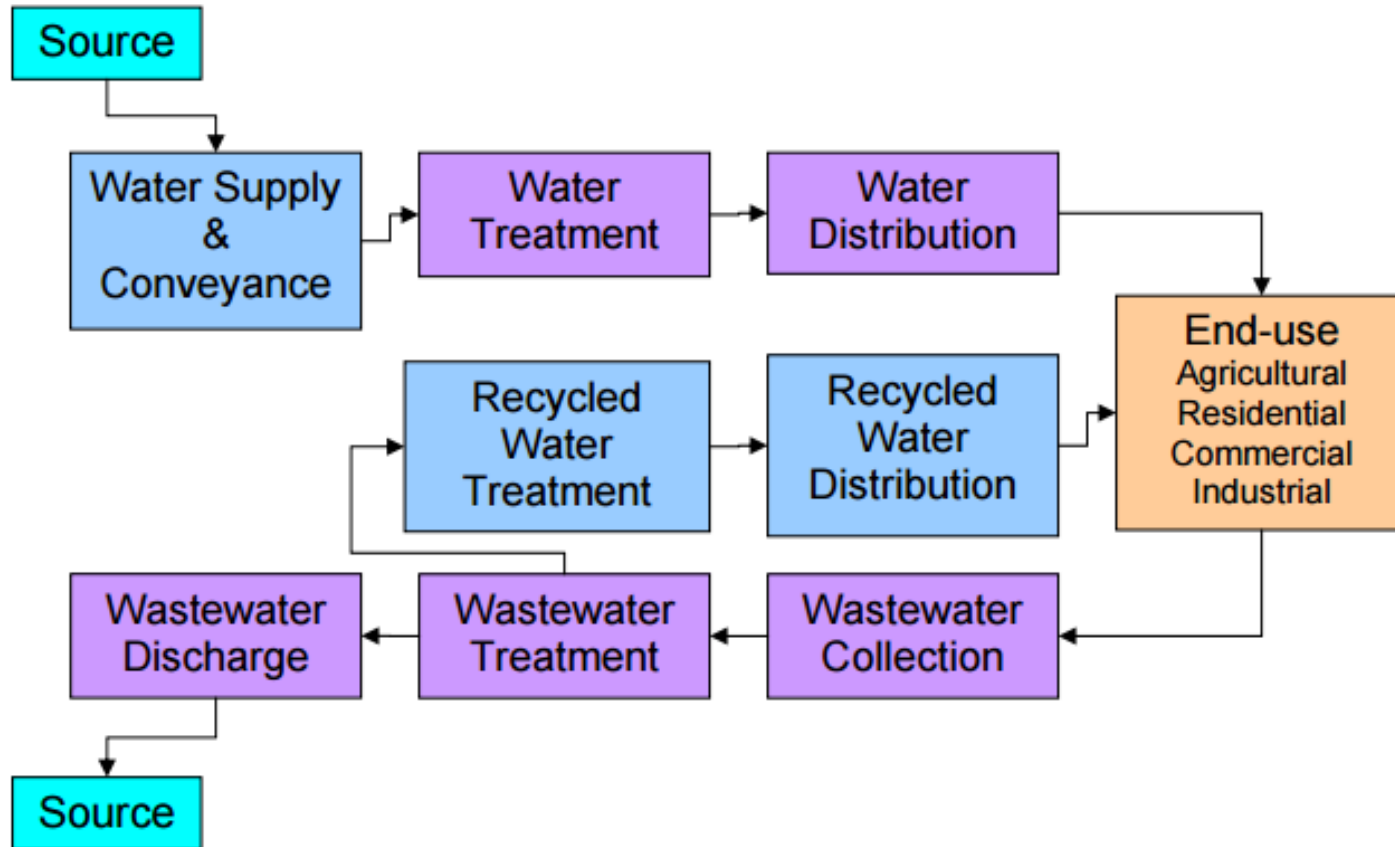 Source
Water Supply
&
Conveyance
Water
Treatment
Water
Distribution
End-use
Agricultural
Residential
Commercial
Industrial
Recycled
Water
Treatment
Recycled
Water
Distribution
Wastewater
Discharge
Wastewater
Treatment
Wastewater
Collection
Source